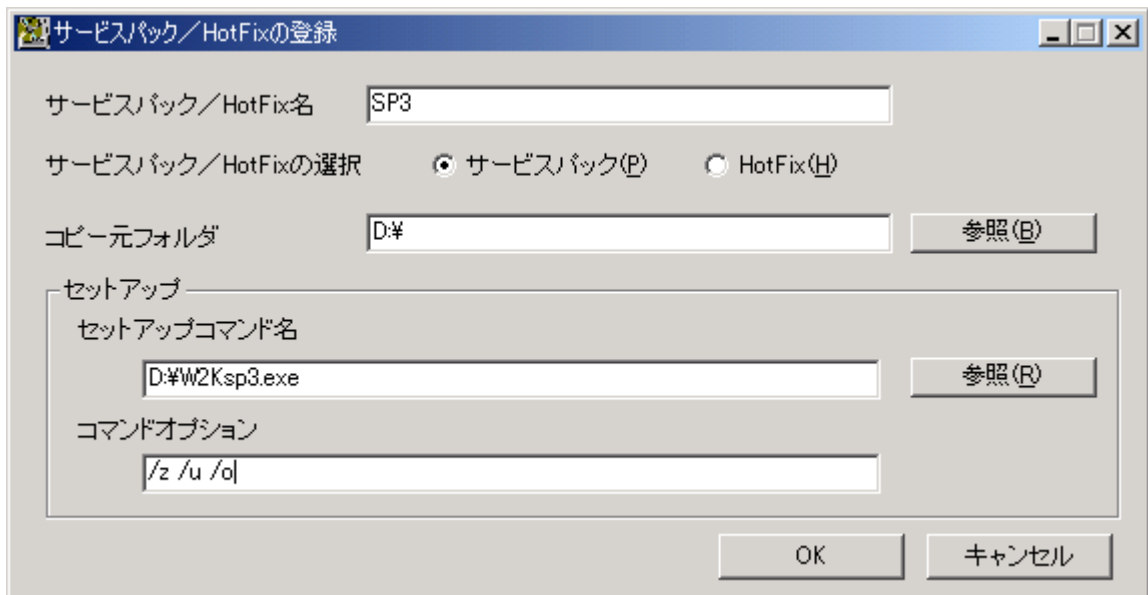 サービスパック／HotFixの登録
サービスパック／HotFix名 SP3
サービスパック／HotFixの選択 サービスパック(P) HotFix(H)
コピー元フォルダ D:¥ 参照(B)
セットアップ
セットアップコマンド名
D:¥W2Ksp3.exe 参照(R)
コマンドオプション
/z /u /o
OK キャンセル